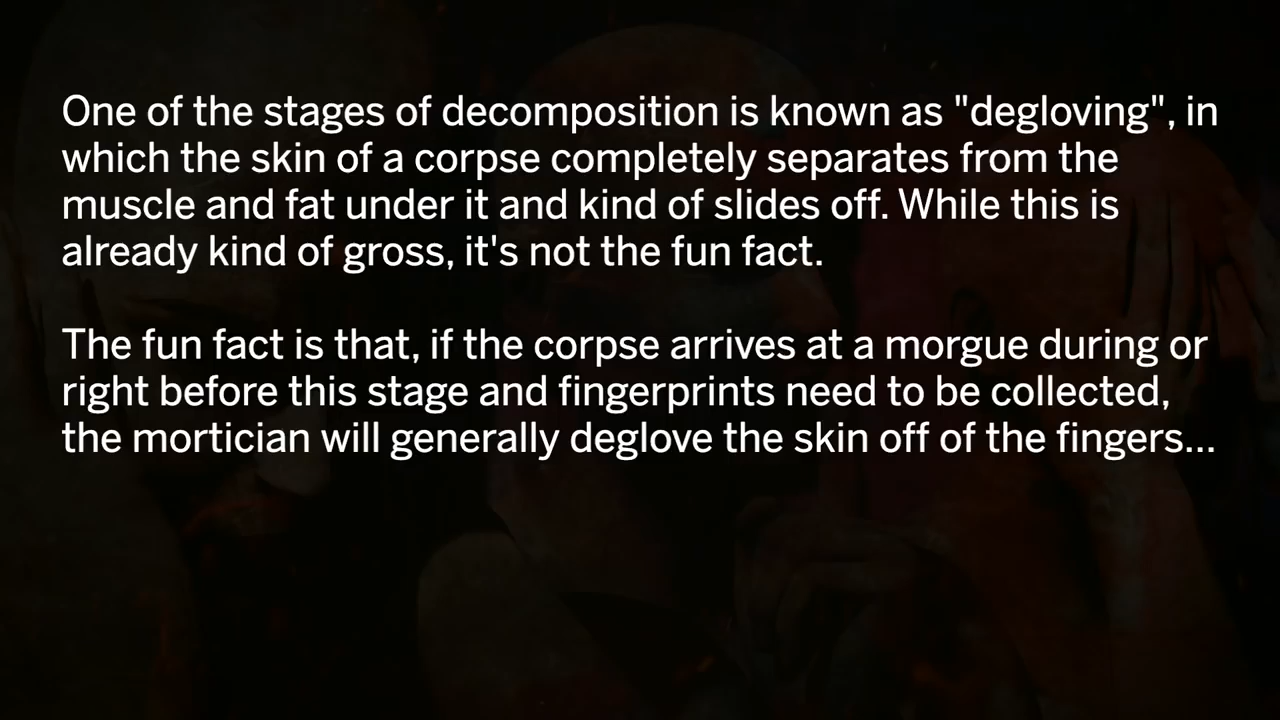 One of the stages of decomposition is known as "degloving", in
which the skin of a corpse completely separates from the
muscle and fat under it and kind of slides off. While this is
already kind of gross, it's not the fun fact.
The fun fact is that, if the corpse arrives at a morgue during or
right before this stage and fingerprints need to be collected,
the mortician will generally deglove the skin off of the fingers...